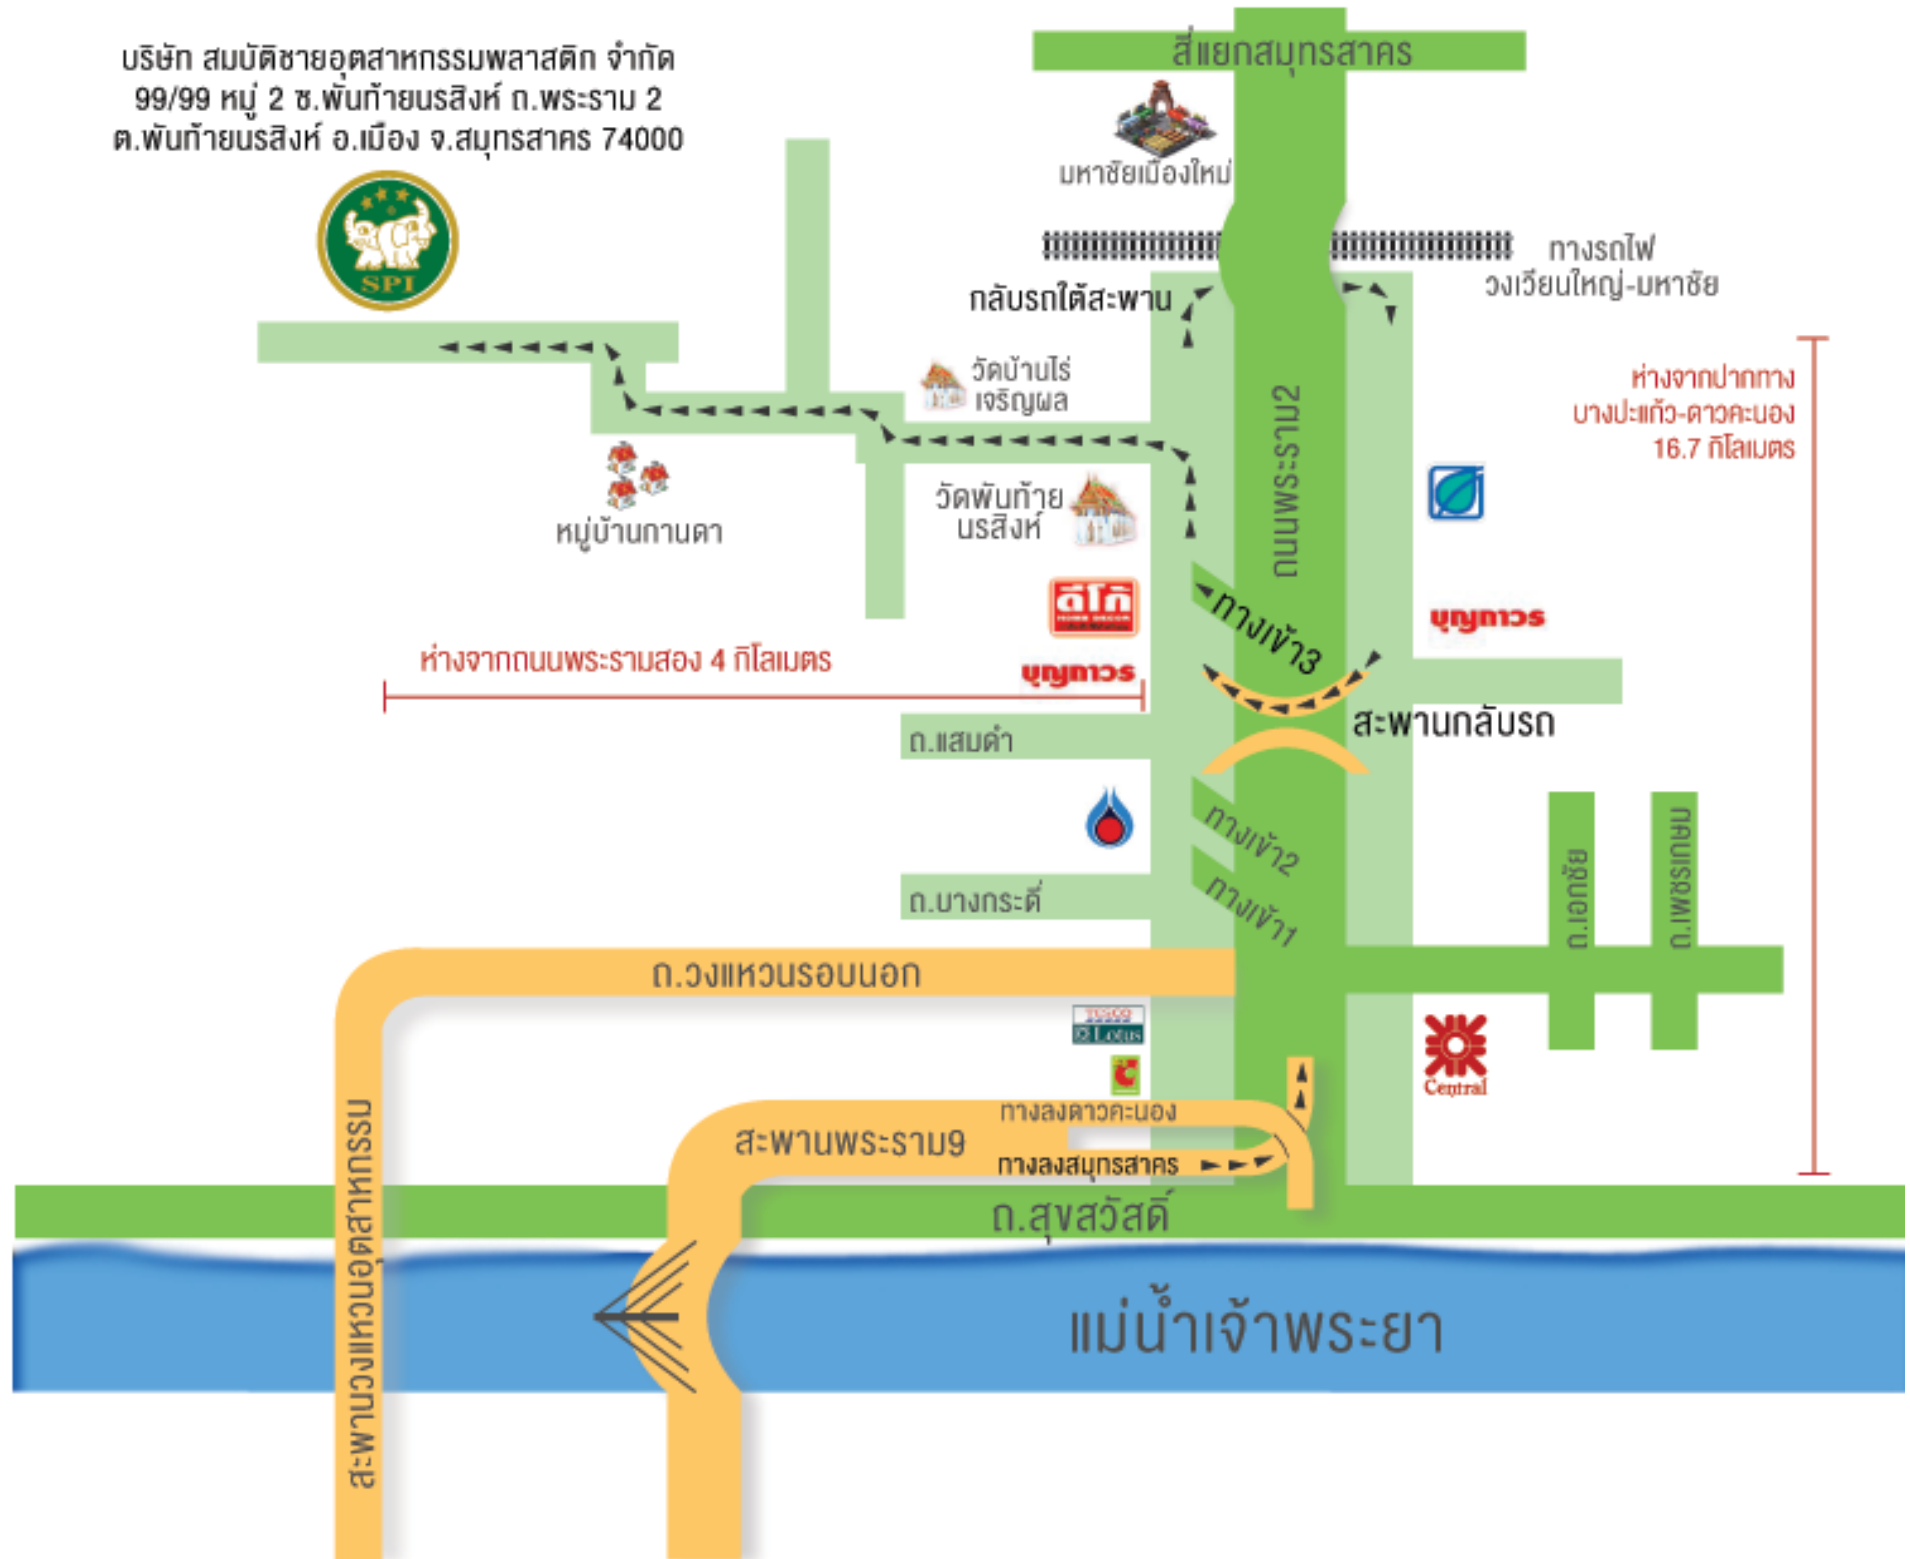 บริษัท สมบัติชายอุตสาหกรรมพลาสติก จำกัด
99/99 หมู่ 2 ซ.พันท้ายนรสิงห์ ถ.พระราม 2
ต.พันท้ายนรสิงห์ อ.เมือง จ.สมุทรสาคร 74000
SPI
สี่แยกสมุทรสาคร
มหาชัยเมืองใหม่
ทางรถไฟ
วงเวียนใหญ่-มหาชัย
กลับรถใต้สะพาน
วัดบ้านไร่
เจริญผล
ห่างจากปากทาง
บางปะแก้ว-ดาวคะนอง
16.7 กิโลเมตร
ถนนพระราม2
วัดพันท้าย
นรสิงห์
หมู่บ้านกานดา
ดีโก้
HOME DECOR
บุญถาวร
ทางเข้า3
ห่างจากถนนพระรามสอง 4 กิโลเมตร
บุญถาวร
สะพานกลับรถ
ถ.แสมดำ
ทางเข้า2
ถ.บางกระดี่
ทางเข้า1
ถ.เอกชัย
ถ.เพชรเกษม
ถ.วงแหวนรอบนอก
TESCO
Lotus
C
Central
ทางลงดาวคะนอง
สะพานพระราม9
ทางลงสมุทรสาคร
ถ.สุขสวัสดิ์
สะพานวงแหวนอุตสาหกรรม
แม่น้ำเจ้าพระยา